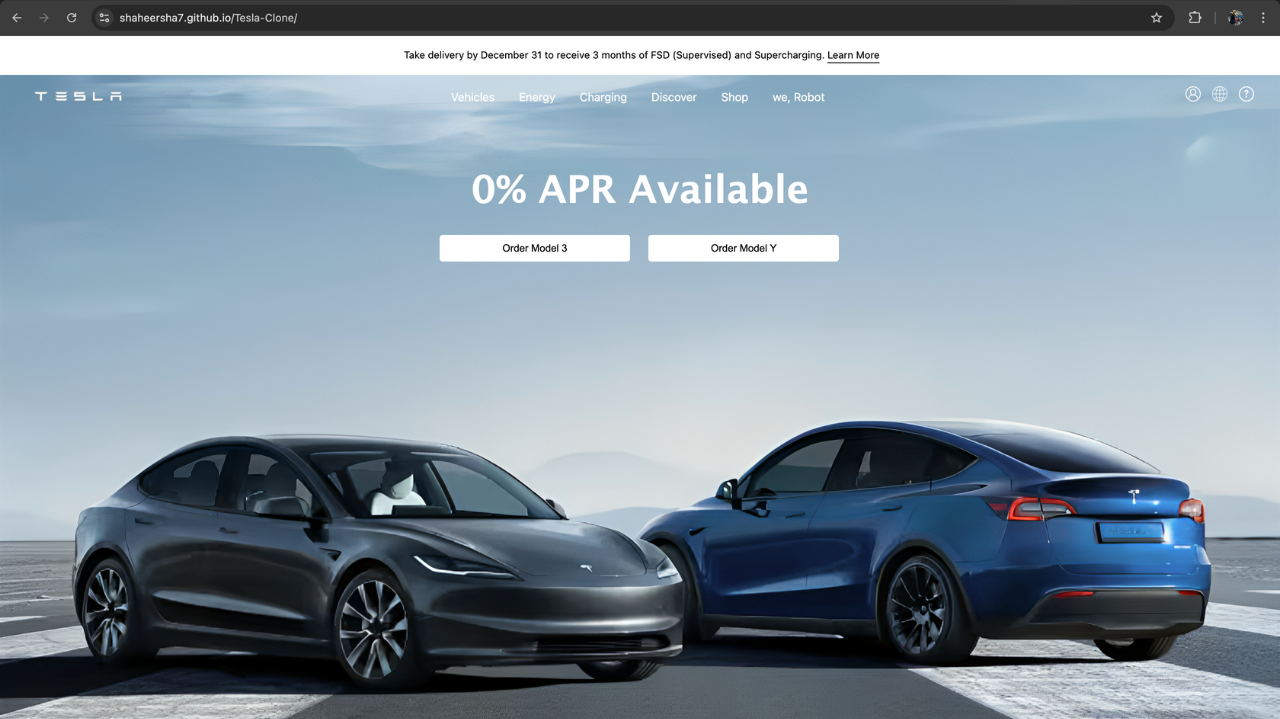 shaheersha7.github.io/Tesla-Clone/
Take delivery by December 31 to receive 3 months of FSD (Supervised) and Supercharging. Learn More
TESLA Vehicles Energy Charging Discover Shop we, Robot
0% APR Available
Order Model 3 Order Model Y